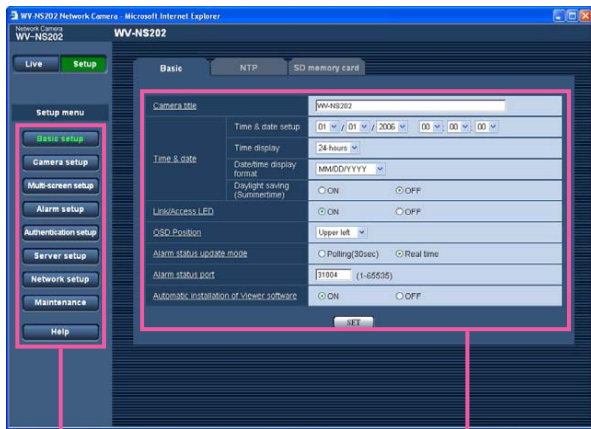 WV-NS202 Network Camera - Microsoft Internet Explorer
Network Camera
WV-NS202
WV-NS202
Live
Setup
Basic
NTP
SD memory card
Setup menu
Basic setup
Camera setup
Multi-screen setup
Alarm setup
Authentication setup
Server setup
Network setup
Maintenance
Help
Camera title
WV-NS202
Time & date
Time & date setup
01 / 01 / 2006 00 : 00 : 00
Time display
24-hours
Date/time display
format
MM/DD/YYYY
Daylight saving
(Summertime)
ON OFF
Link/Access LED
ON OFF
OSD Position
Upper left
Alarm status update mode
Polling(30sec) Real time
Alarm status port
31004 (1-65535)
Automatic installation of Viewer software
ON OFF
SET